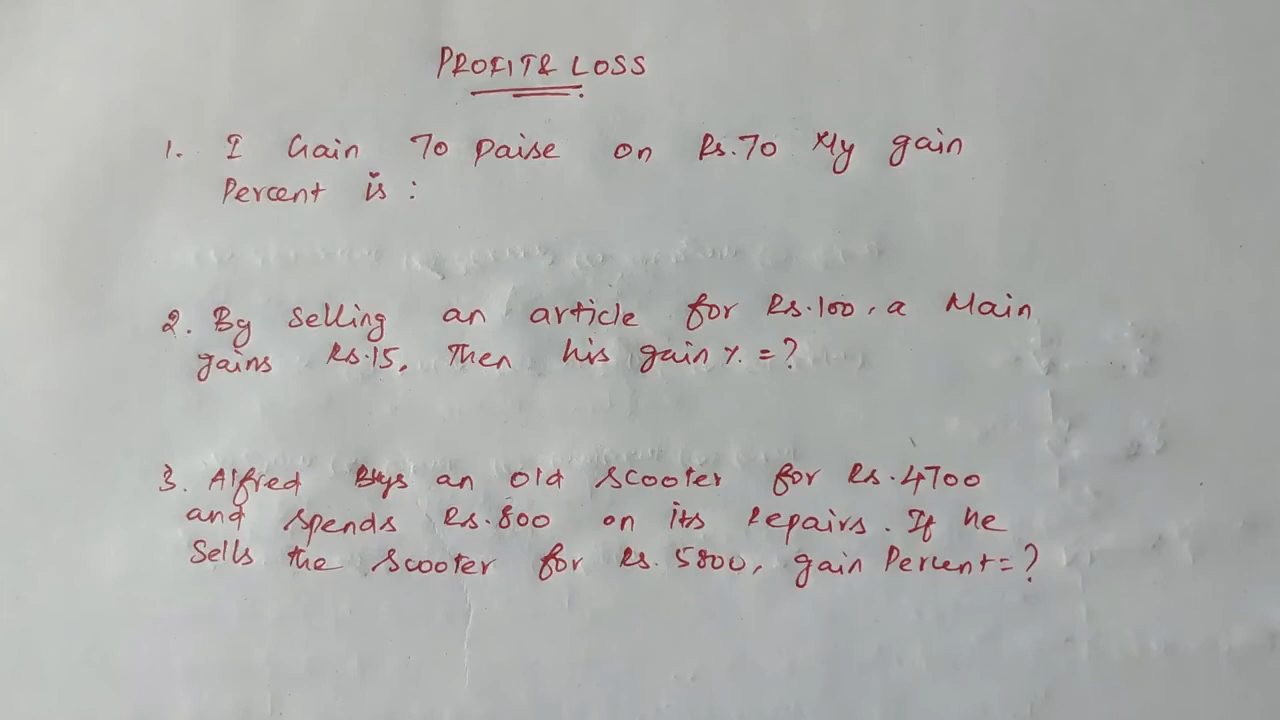 PROFIT & LOSS
1. I Gain 70 Paise on Rs.70 My gain
Percent is :
2. By Selling an article for Rs.100, a Main
gains Rs.15. Then his gain % = ?
3. Alfred Buys an old Scooter for Rs.4700
and spends Rs.800 on its Repairs. If he
Sells the Scooter for Rs. 5800, gain Percent = ?